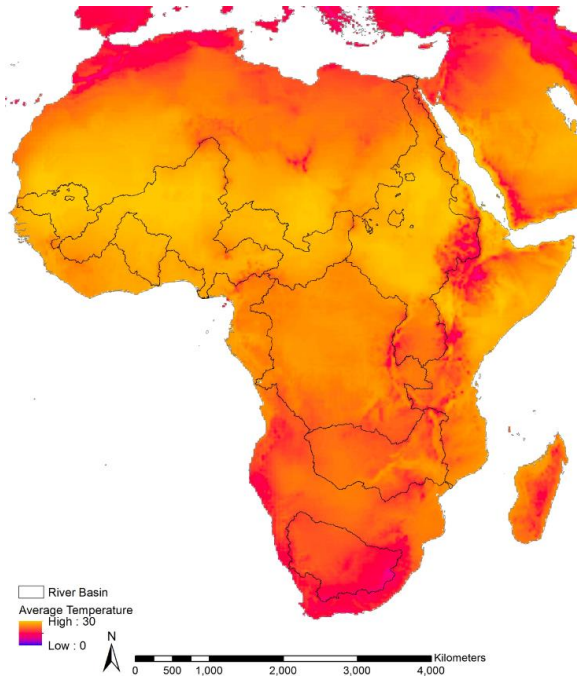 River Basin
Average Temperature
High : 30
Low : 0
N
Kilometers
0 500 1,000 2,000 3,000 4,000